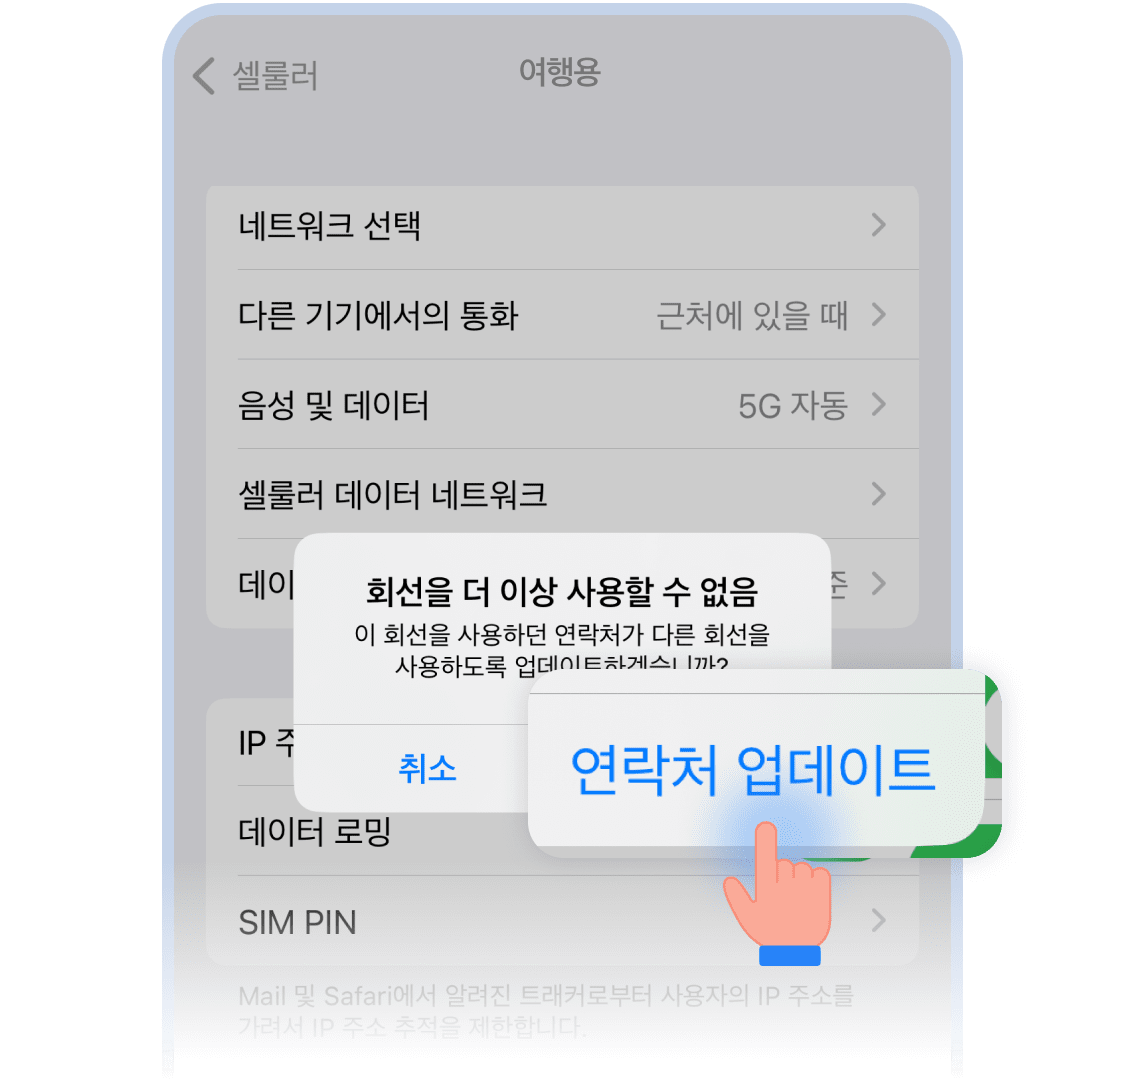 셀룰러
여행용
네트워크 선택
다른 기기에서의 통화 근처에 있을 때
음성 및 데이터 5G 자동
셀룰러 데이터 네트워크
회선을 더 이상 사용할 수 없음
이 회선을 사용하던 연락처가 다른 회선을
사용하도록 업데이트하겠습니까?
IP
취소
연락처 업데이트
데이터 로밍
SIM PIN
Mail 및 Safari에서 알려진 트래커로부터 사용자의 IP 주소를
가려서 IP 주소 추적을 제한합니다.